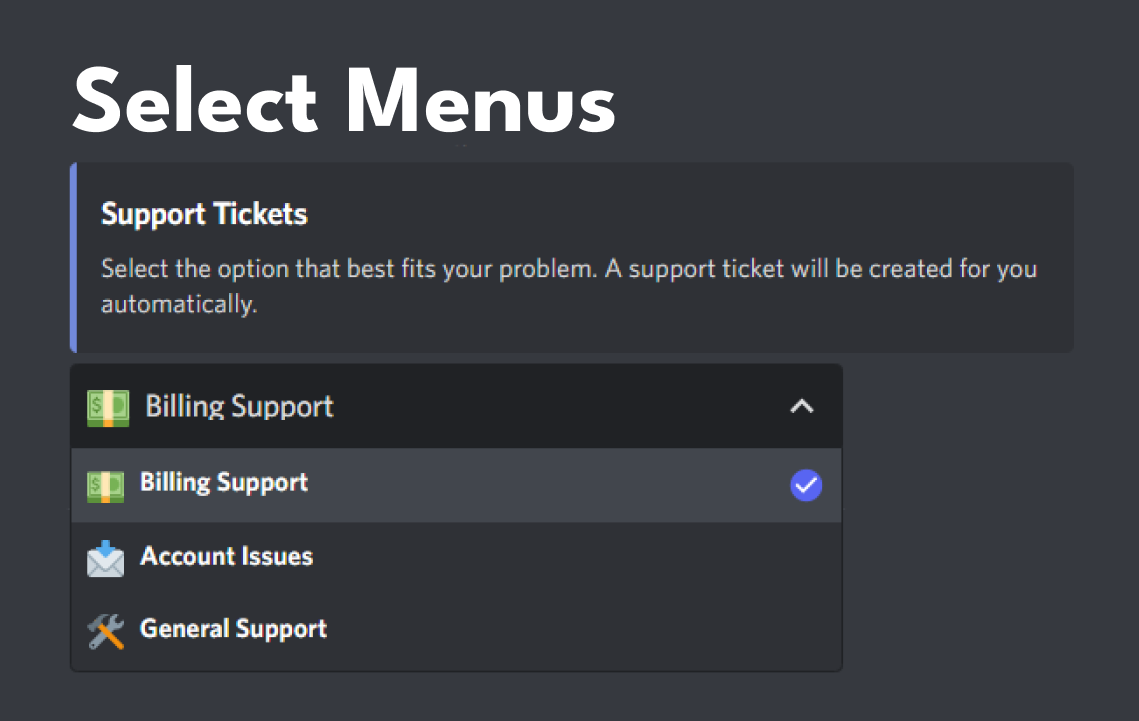 Select Menus
Support Tickets
Select the option that best fits your problem. A support ticket will be created for you
automatically.
Billing Support
Billing Support
Account Issues
General Support